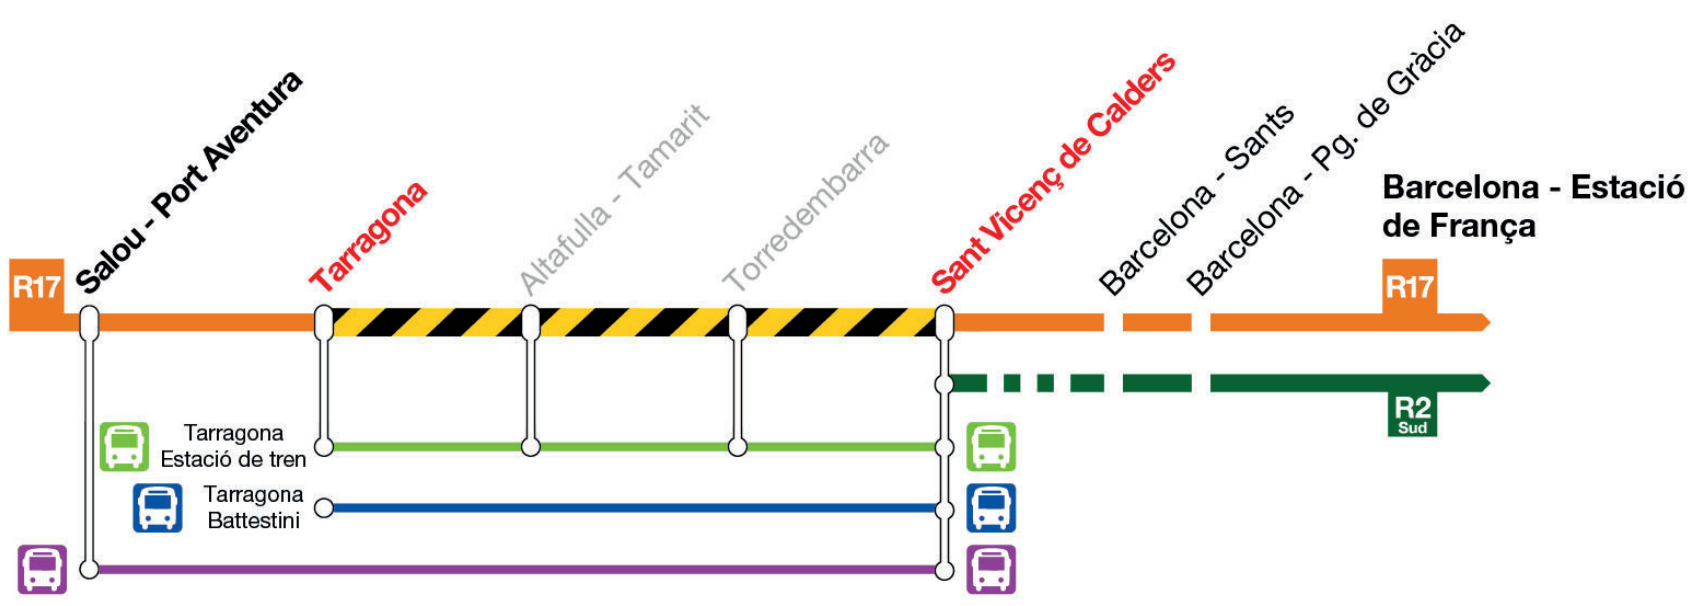 Salou - Port Aventura
Tarragona
Altafulla - Tamarit
Torredembarra
Sant Vicenç de Calders
Barcelona - Sants
Barcelona - Pg. de Gràcia
Barcelona - Estació
de França
R17
R17
R2
Sud
Tarragona
Estació de tren
Tarragona
Battestini